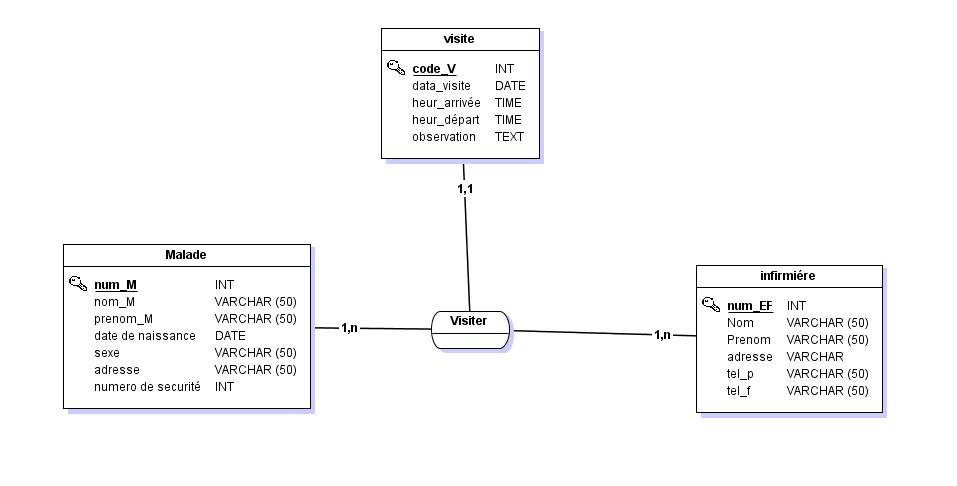 visite
code_V INT
data_visite DATE
heur_arrivée TIME
heur_départ TIME
observation TEXT
1,1
Malade
num_M INT
nom_M VARCHAR (50)
prenom_M VARCHAR (50)
date de naissance DATE
sexe VARCHAR (50)
adresse VARCHAR (50)
numero de securité INT
1,n
Visiter
1,n
infirmiére
num_EF INT
Nom VARCHAR (50)
Prenom VARCHAR (50)
adresse VARCHAR
tel_p VARCHAR (50)
tel_f VARCHAR (50)